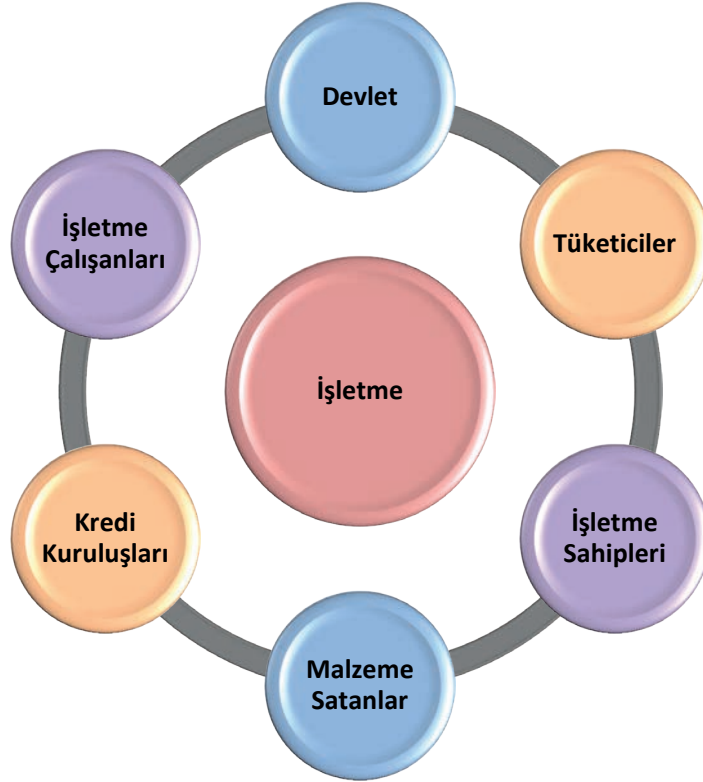 Devlet
Tüketiciler
İşletme
Sahipleri
Malzeme
Satanlar
Kredi
Kuruluşları
İşletme
Çalışanları
İşletme